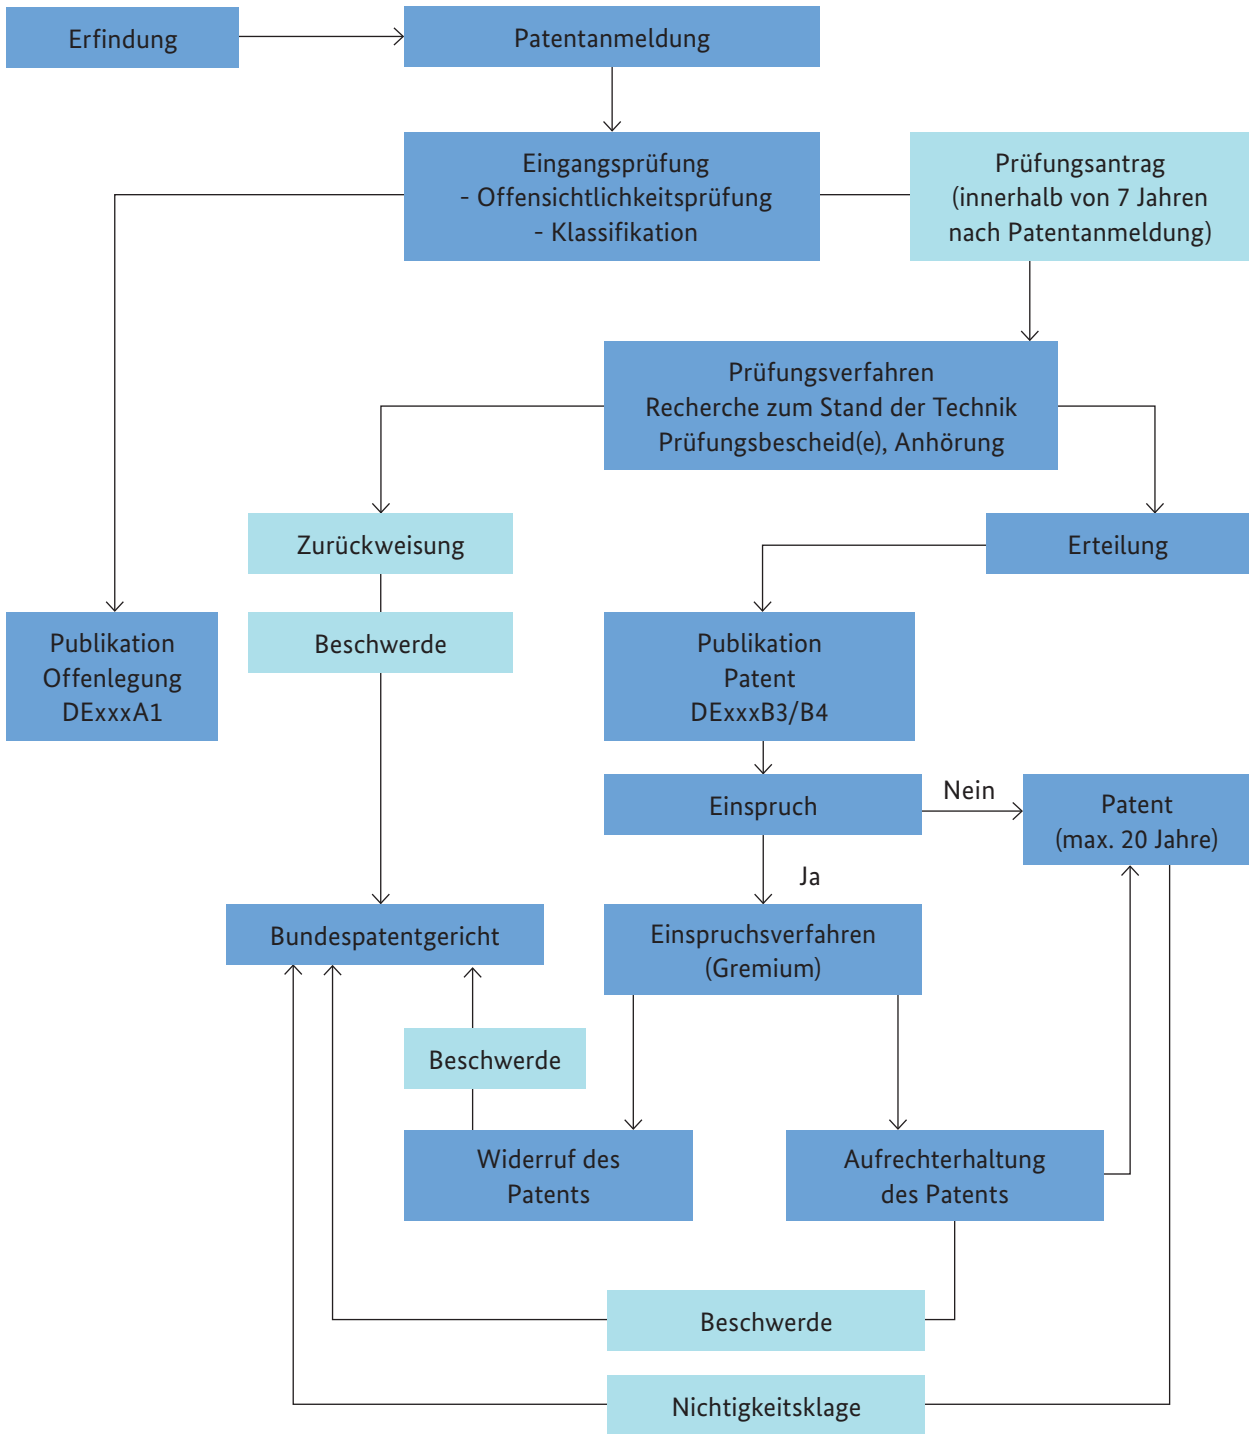 Erfindung
Patentanmeldung
Eingangsprüfung
- Offensichtlichkeitsprüfung
- Klassifikation
Prüfungsantrag
(innerhalb von 7 Jahren
nach Patentanmeldung)
Prüfungsverfahren
Recherche zum Stand der Technik
Prüfungsbescheid(e), Anhörung
Zurückweisung
Erteilung
Beschwerde
Publikation
Offenlegung
DExxxA1
Publikation
Patent
DExxxB3/B4
Einspruch
Nein
Patent
(max. 20 Jahre)
Ja
Bundespatentgericht
Einspruchsverfahren
(Gremium)
Beschwerde
Widerruf des
Patents
Aufrechterhaltung
des Patents
Beschwerde
Nichtigkeitsklage